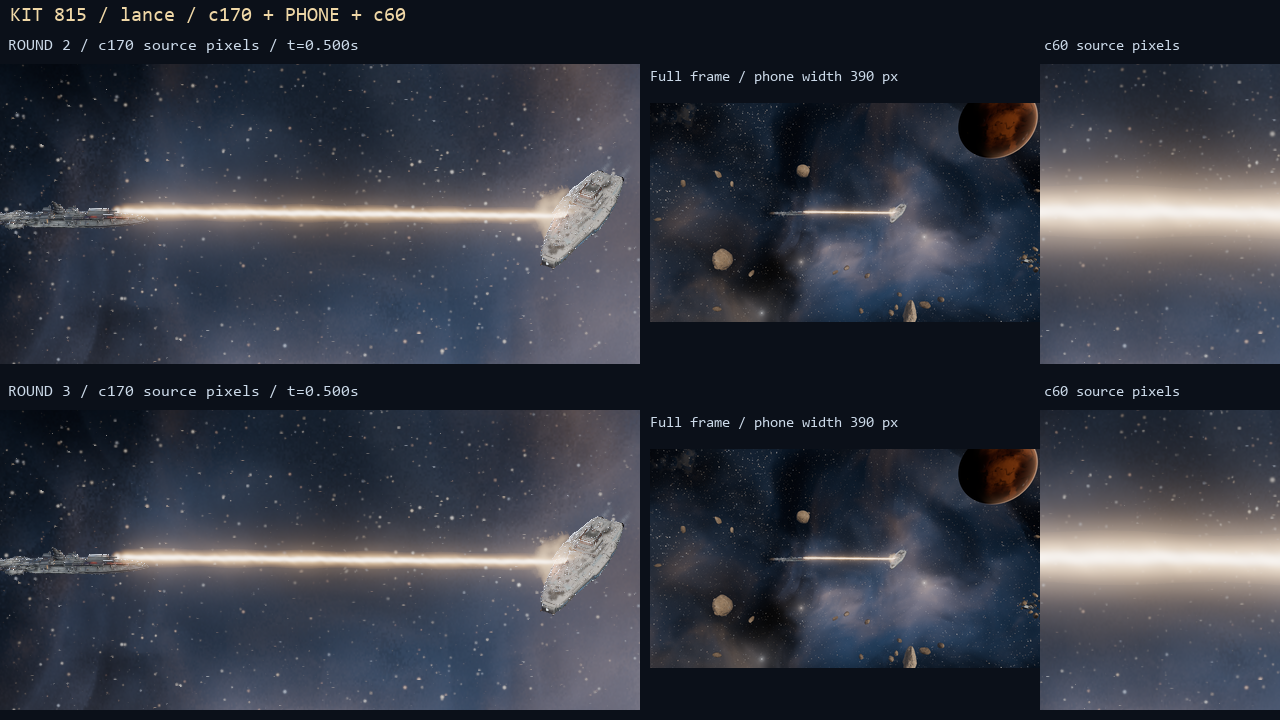 KIT 815 / lance / c170 + PHONE + c60
ROUND 2 / c170 source pixels / t=0.500s
c60 source pixels
Full frame / phone width 390 px
ROUND 3 / c170 source pixels / t=0.500s
c60 source pixels
Full frame / phone width 390 px